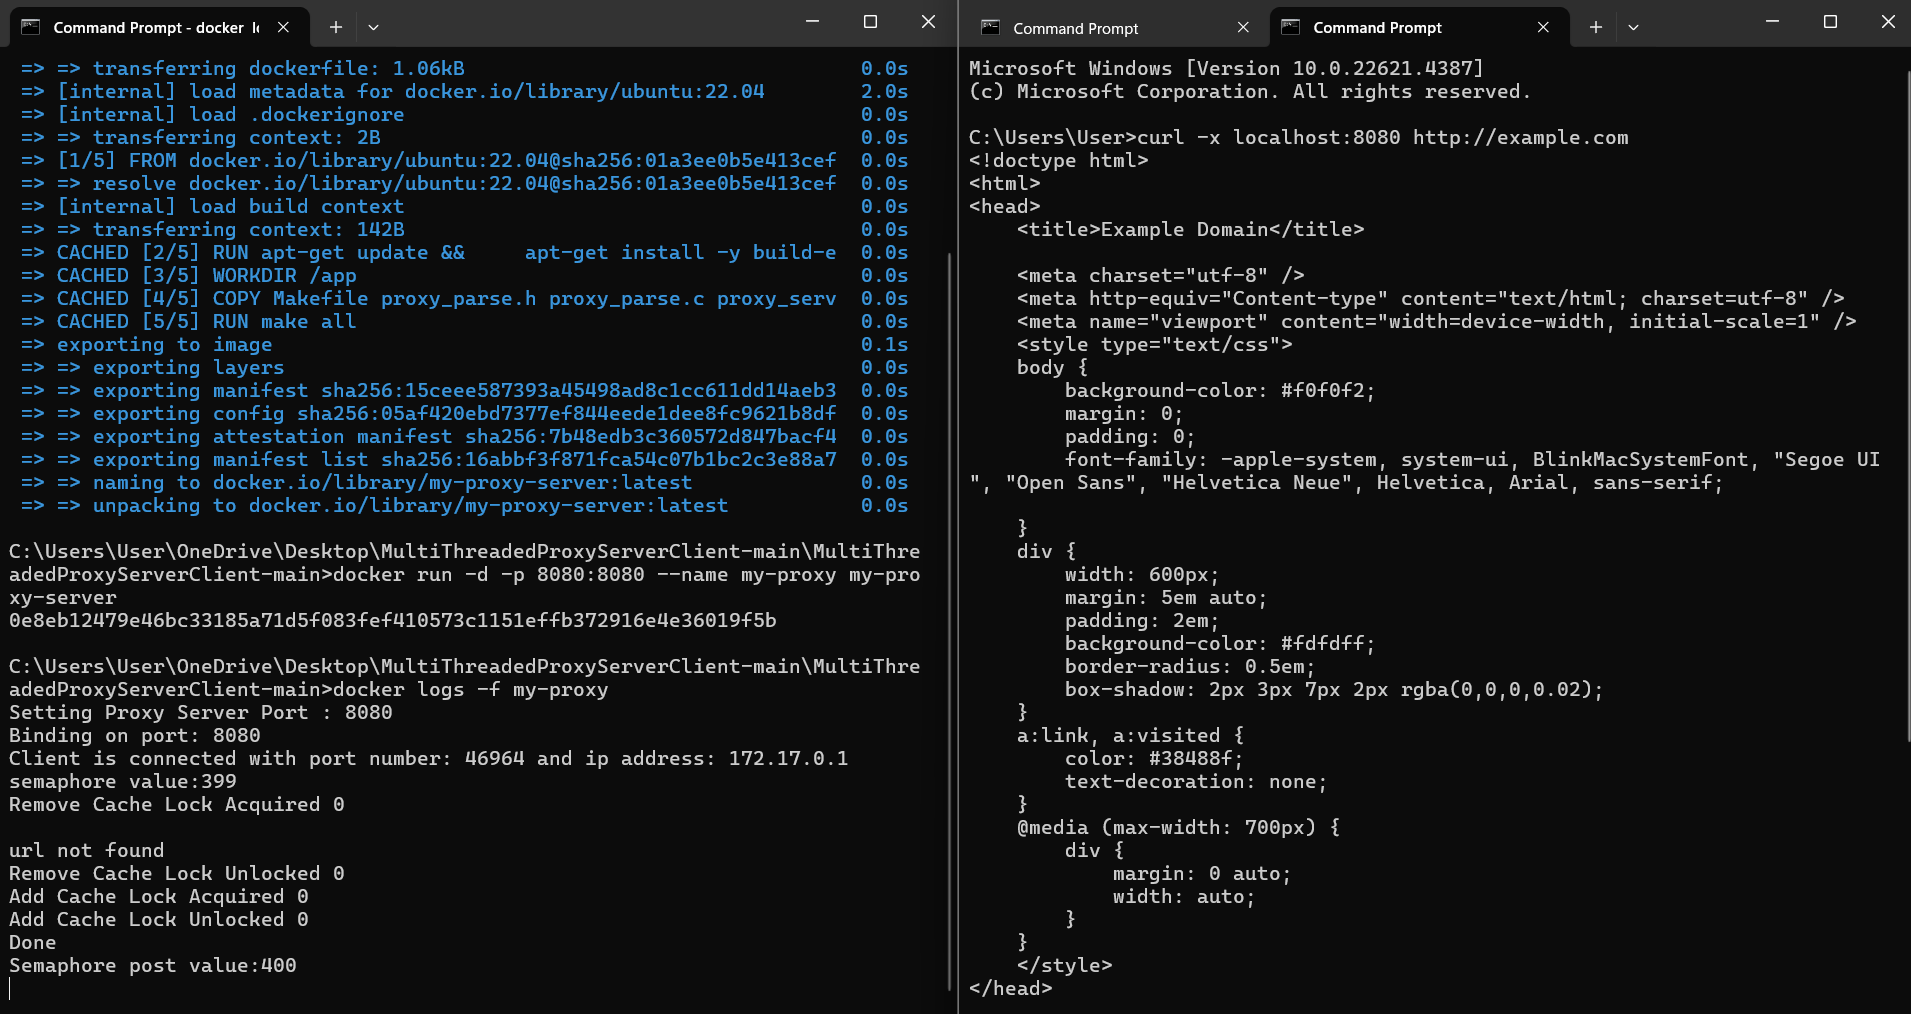 Command Prompt - docker lo
=> => transferring dockerfile: 1.06kB 0.0s
=> [internal] load metadata for docker.io/library/ubuntu:22.04 2.0s
=> [internal] load .dockerignore 0.0s
=> => transferring context: 2B 0.0s
=> [1/5] FROM docker.io/library/ubuntu:22.04@sha256:01a3ee0b5e413cef 0.0s
=> => resolve docker.io/library/ubuntu:22.04@sha256:01a3ee0b5e413cef 0.0s
=> [internal] load build context 0.0s
=> => transferring context: 142B 0.0s
=> CACHED [2/5] RUN apt-get update &&     apt-get install -y build-e 0.0s
=> CACHED [3/5] WORKDIR /app 0.0s
=> CACHED [4/5] COPY Makefile proxy_parse.h proxy_parse.c proxy_serv 0.0s
=> CACHED [5/5] RUN make all 0.0s
=> exporting to image 0.1s
=> => exporting layers 0.0s
=> => exporting manifest sha256:15ceee587393a45498ad8c1cc611dd14aeb3 0.0s
=> => exporting config sha256:05af420ebd7377ef844eede1dee8fc9621b8df 0.0s
=> => exporting attestation manifest sha256:7b48edb3c360572d847bacf4 0.0s
=> => exporting manifest list sha256:16abbf3f871fca54c07b1bc2c3e88a7 0.0s
=> => naming to docker.io/library/my-proxy-server:latest 0.0s
=> => unpacking to docker.io/library/my-proxy-server:latest 0.0s
C:\Users\User\OneDrive\Desktop\MultiThreadedProxyServerClient-main\MultiThre
adedProxyServerClient-main>docker run -d -p 8080:8080 --name my-proxy my-pro
xy-server
0e8eb12479e46bc33185a71d5f083fef410573c1151effb372916e4e36019f5b
C:\Users\User\OneDrive\Desktop\MultiThreadedProxyServerClient-main\MultiThre
adedProxyServerClient-main>docker logs -f my-proxy
Setting Proxy Server Port : 8080
Binding on port: 8080
Client is connected with port number: 46964 and ip address: 172.17.0.1
semaphore value:399
Remove Cache Lock Acquired 0
url not found
Remove Cache Lock Unlocked 0
Add Cache Lock Acquired 0
Add Cache Lock Unlocked 0
Done
Semaphore post value:400
Command Prompt
Command Prompt
Microsoft Windows [Version 10.0.22621.4387]
(c) Microsoft Corporation. All rights reserved.
C:\Users\User>curl -x localhost:8080 http://example.com
<!doctype html>
<html>
<head>
    <title>Example Domain</title>
    <meta charset="utf-8" />
    <meta http-equiv="Content-type" content="text/html; charset=utf-8" />
    <meta name="viewport" content="width=device-width, initial-scale=1" />
    <style type="text/css">
    body {
        background-color: #f0f0f2;
        margin: 0;
        padding: 0;
        font-family: -apple-system, system-ui, BlinkMacSystemFont, "Segoe UI
", "Open Sans", "Helvetica Neue", Helvetica, Arial, sans-serif;
    }
    div {
        width: 600px;
        margin: 5em auto;
        padding: 2em;
        background-color: #fdfdff;
        border-radius: 0.5em;
        box-shadow: 2px 3px 7px 2px rgba(0,0,0,0.02);
    }
    a:link, a:visited {
        color: #38488f;
        text-decoration: none;
    }
    @media (max-width: 700px) {
        div {
            margin: 0 auto;
            width: auto;
        }
    }
    </style>
</head>